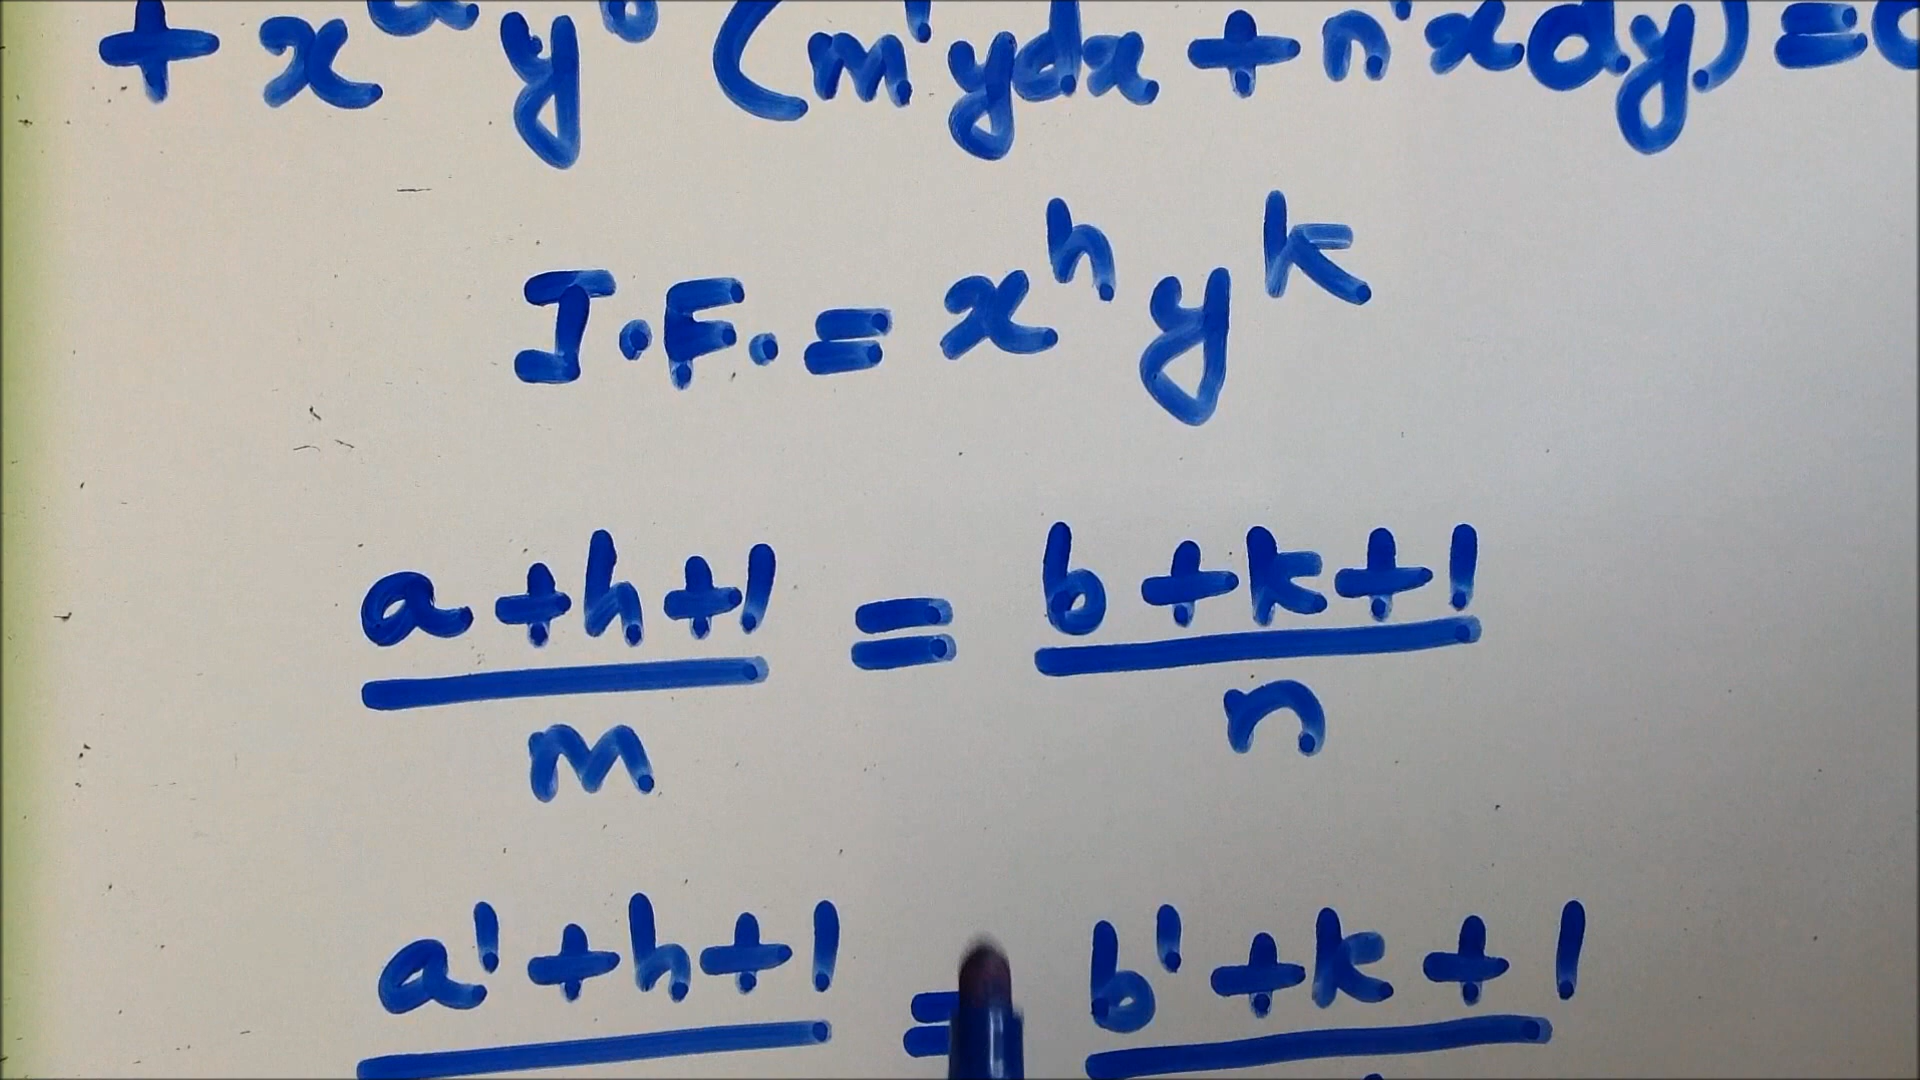 + x^a' y^b' (m'ydx + n'xdy) = 0
I.F. = x^h y^k
(a+h+1)/m = (b+k+1)/n
a'+h+1 = b'+k+1